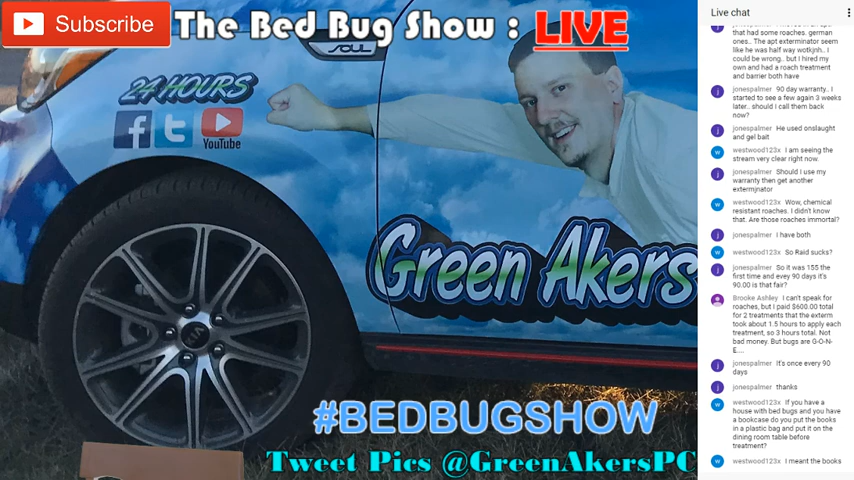 Subscribe
The Bed Bug Show : LIVE
SOUL
24 HOURS
YouTube
Green Akers
KIA
#BEDBUGSHOW
Tweet Pics @GreenAkersPC
Live chat
that had some roaches. german
ones.. The apt exterminator seem
like he was half way wotkjnh.. I
could be wrong.. but I hired my
own and had a roach treatment
and barrier both have
jonespalmer 90 day warranty.. I
started to see a few again 3 weeks
later.. should I call them back
now?
jonespalmer He used onslaught
and gel bait
westwood123x I am seeing the
stream very clear right now.
jonespalmer Should I use my
warranty then get another
extermjnator
westwood123x Wow, chemical
resistant roaches. I didn't know
that. Are those roaches immortal?
jonespalmer I have both
westwood123x So Raid sucks?
jonespalmer So it was 155 the
first time and evey 90 days it's
90.00 is that fair?
Brooke Ashley I can't speak for
roaches, but I paid $600.00 total
for 2 treatments that the exterm
took about 1.5 hours to apply each
treatment, so 3 hours total. Not
bad money. But bugs are G-O-N-
E....
jonespalmer It's once every 90
days
jonespalmer thanks
westwood123x If you have a
house with bed bugs and you have
a bookcase do you put the books
in a plastic bag and put it on the
dining room table before
treatment?
westwood123x I meant the books